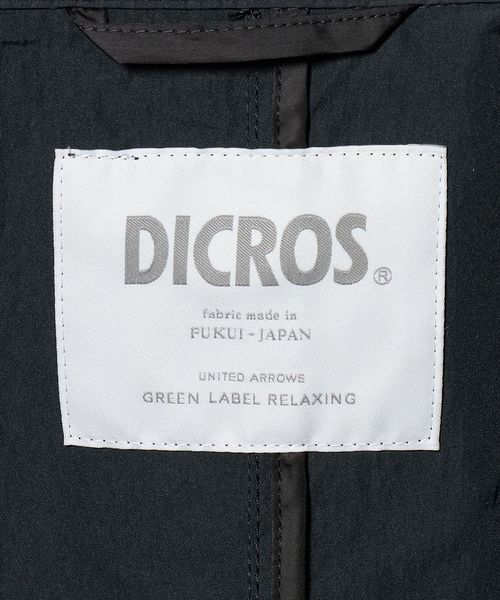 DICROS®
fabric made in
FUKUI - JAPAN
UNITED ARROWS
GREEN LABEL RELAXING